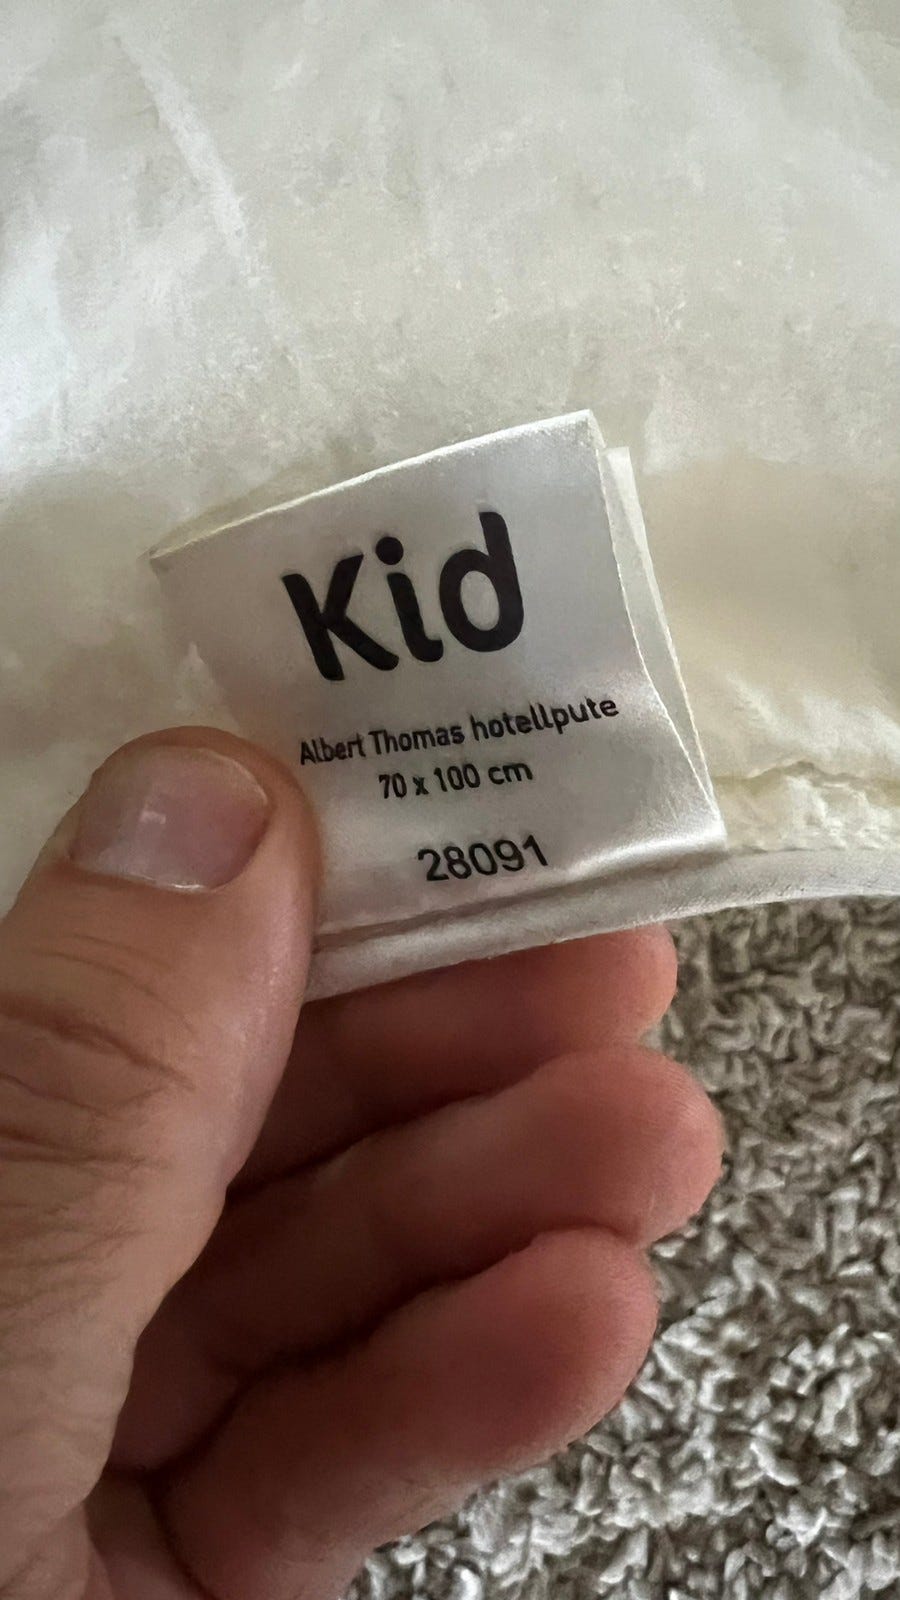 Kid
Albert Thomas hotellpute
70 x 100 cm
28091